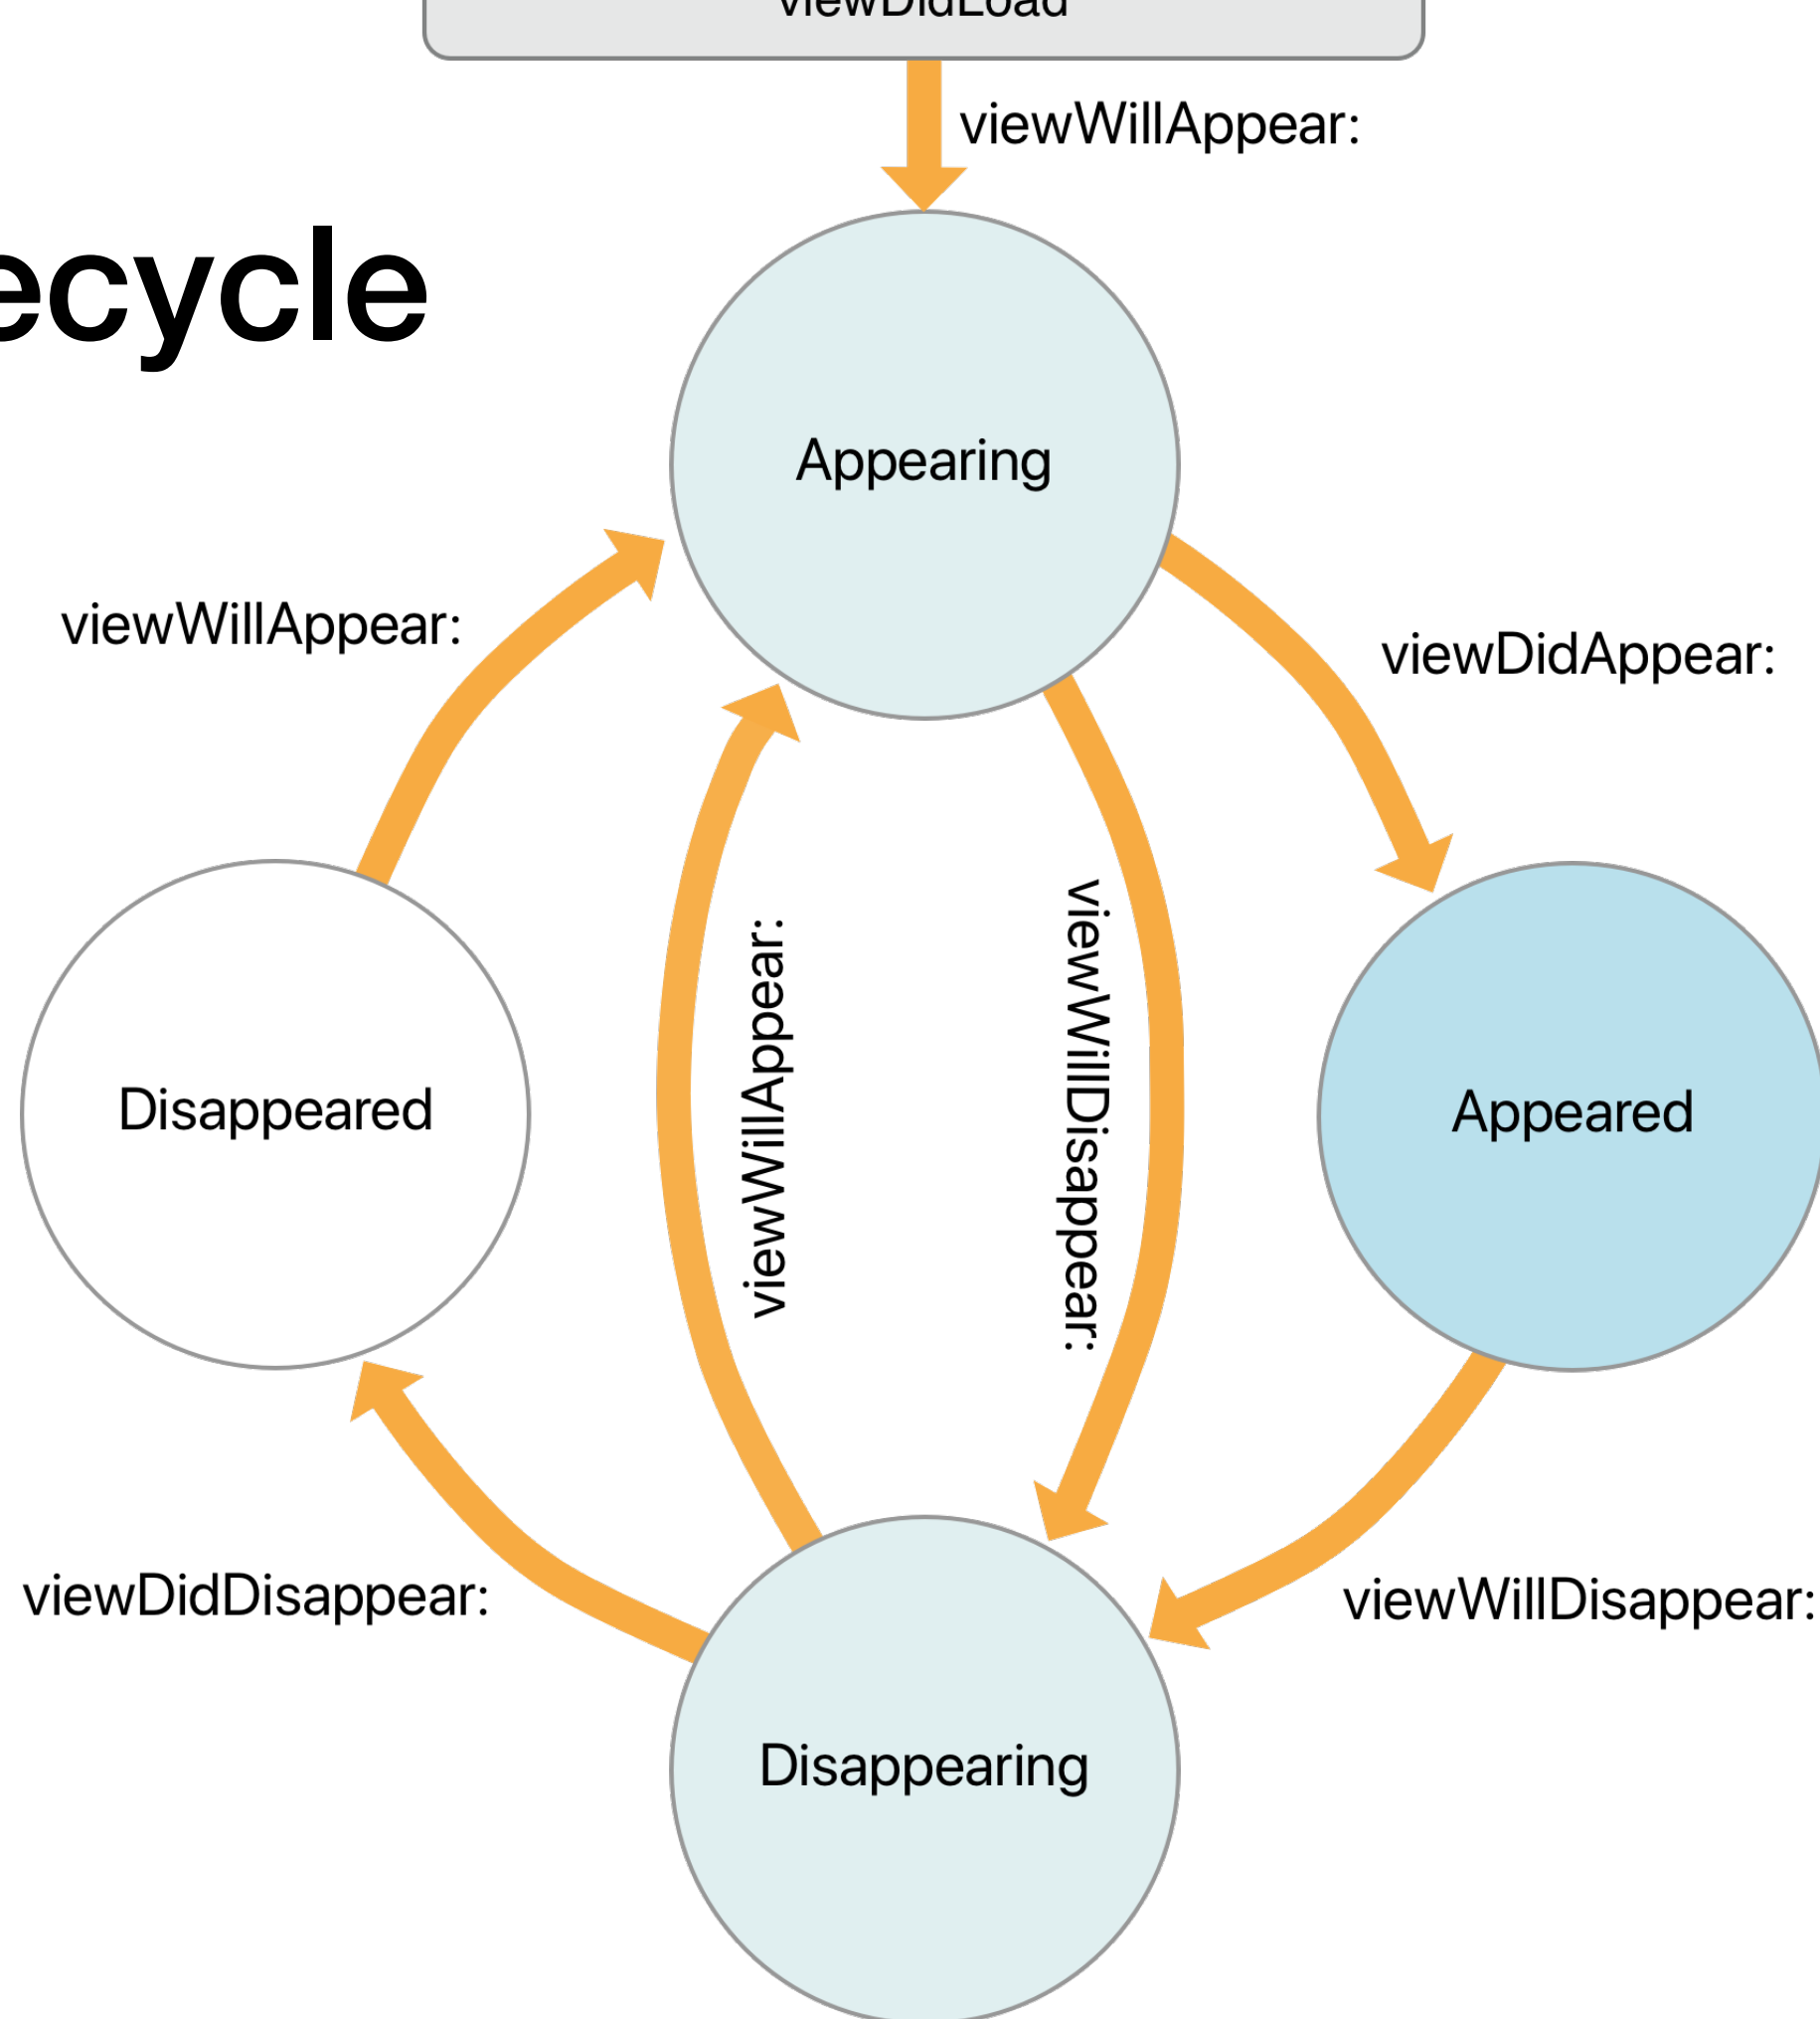 viewDidLoad
viewWillAppear:
ecycle
Appearing
viewWillAppear:
viewDidAppear:
viewWillAppear:
viewWillDisappear:
Disappeared
Appeared
viewDidDisappear:
viewWillDisappear:
Disappearing